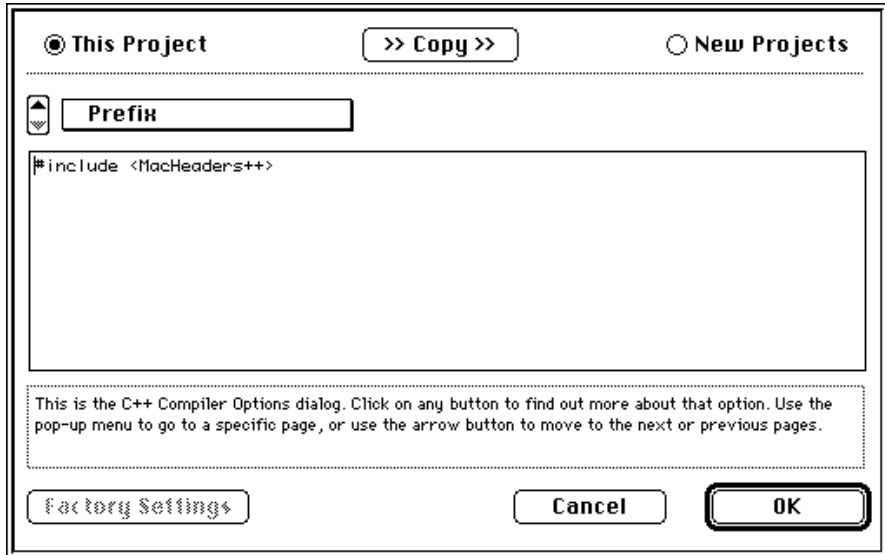 This Project >> Copy >> New Projects
Prefix
#include <MacHeaders++>
This is the C++ Compiler Options dialog. Click on any button to find out more about that option. Use the
pop-up menu to go to a specific page, or use the arrow button to move to the next or previous pages.
Factory Settings Cancel OK